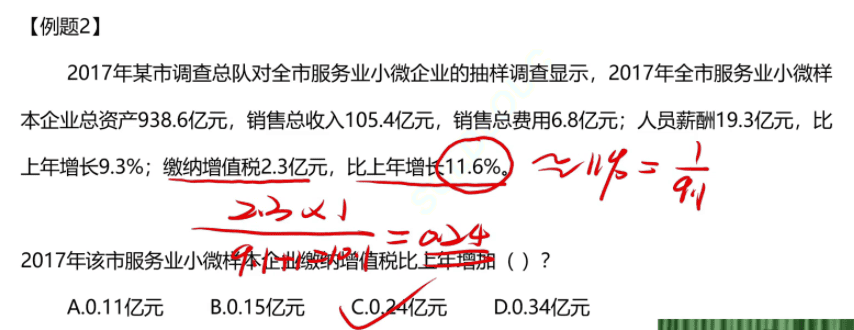 【例题2】
2017年某市调查总队对全市服务业小微企业的抽样调查显示，2017年全市服务业小微样
本企业总资产938.6亿元，销售总收入105.4亿元，销售总费用6.8亿元；人员薪酬19.3亿元，比
上年增长9.3%；缴纳增值税2.3亿元，比上年增长11.6%。 ≈11% = 1/9.1
2.3×1/9.1+1=10.1 = 0.24
2017年该市服务业小微样本企业缴纳增值税比上年增加（）？
A.0.11亿元 B.0.15亿元 C.0.24亿元 D.0.34亿元